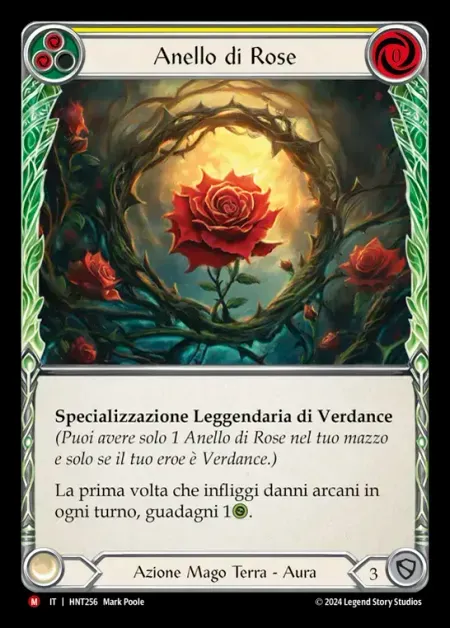 Anello di Rose
0
Specializzazione Leggendaria di Verdance
(Puoi avere solo 1 Anello di Rose nel tuo mazzo
e solo se il tuo eroe è Verdance.)
La prima volta che infliggi danni arcani in
ogni turno, guadagni 1.
Azione Mago Terra - Aura
3
M IT | HNT256 Mark Poole
© 2024 Legend Story Studios